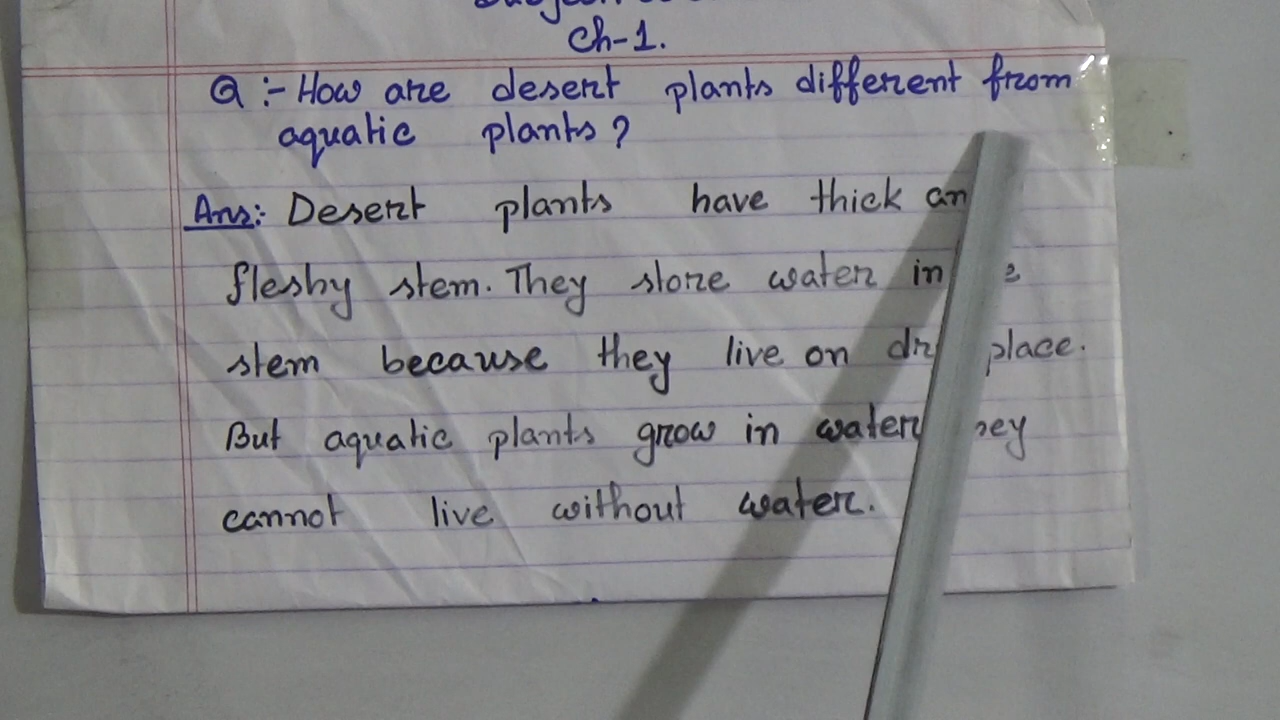 Ch-1.
Q :- How are desert plants different from
aquatic plants?
Ans: Desert plants have thick an
fleshy stem. They store water in
stem because they live on place.
But aquatic plants grow in water
cannot live without water.